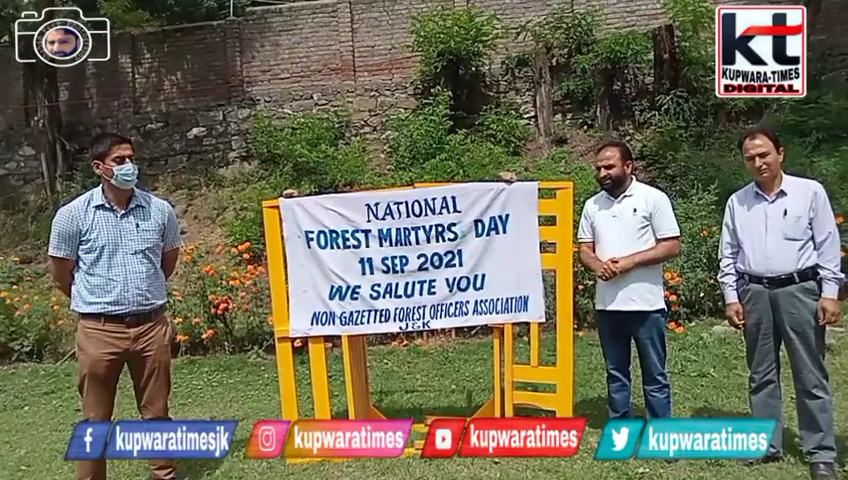 kt
KUPWARA-TIMES
DIGITAL
NATIONAL
FOREST MARTYRS DAY
11 SEP 2021
WE SALUTE YOU
NON GAZETTED FOREST OFFICERS ASSOCIATION
J&K
kupwaratimesjk
kupwaratimes
kupwaratimes
kupwaratimes